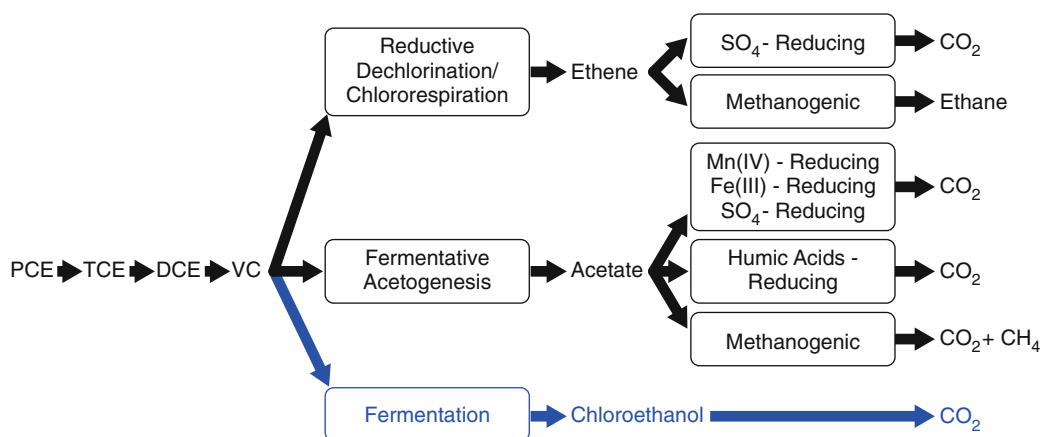 Reductive
Dechlorination/
Chlororespiration
Ethene
SO4- Reducing
CO2
Methanogenic
Ethane
Mn(IV) - Reducing
Fe(III) - Reducing
SO4- Reducing
CO2
PCE
TCE
DCE
VC
Fermentative
Acetogenesis
Acetate
Humic Acids -
Reducing
CO2
Methanogenic
CO2+ CH4
Fermentation
Chloroethanol
CO2